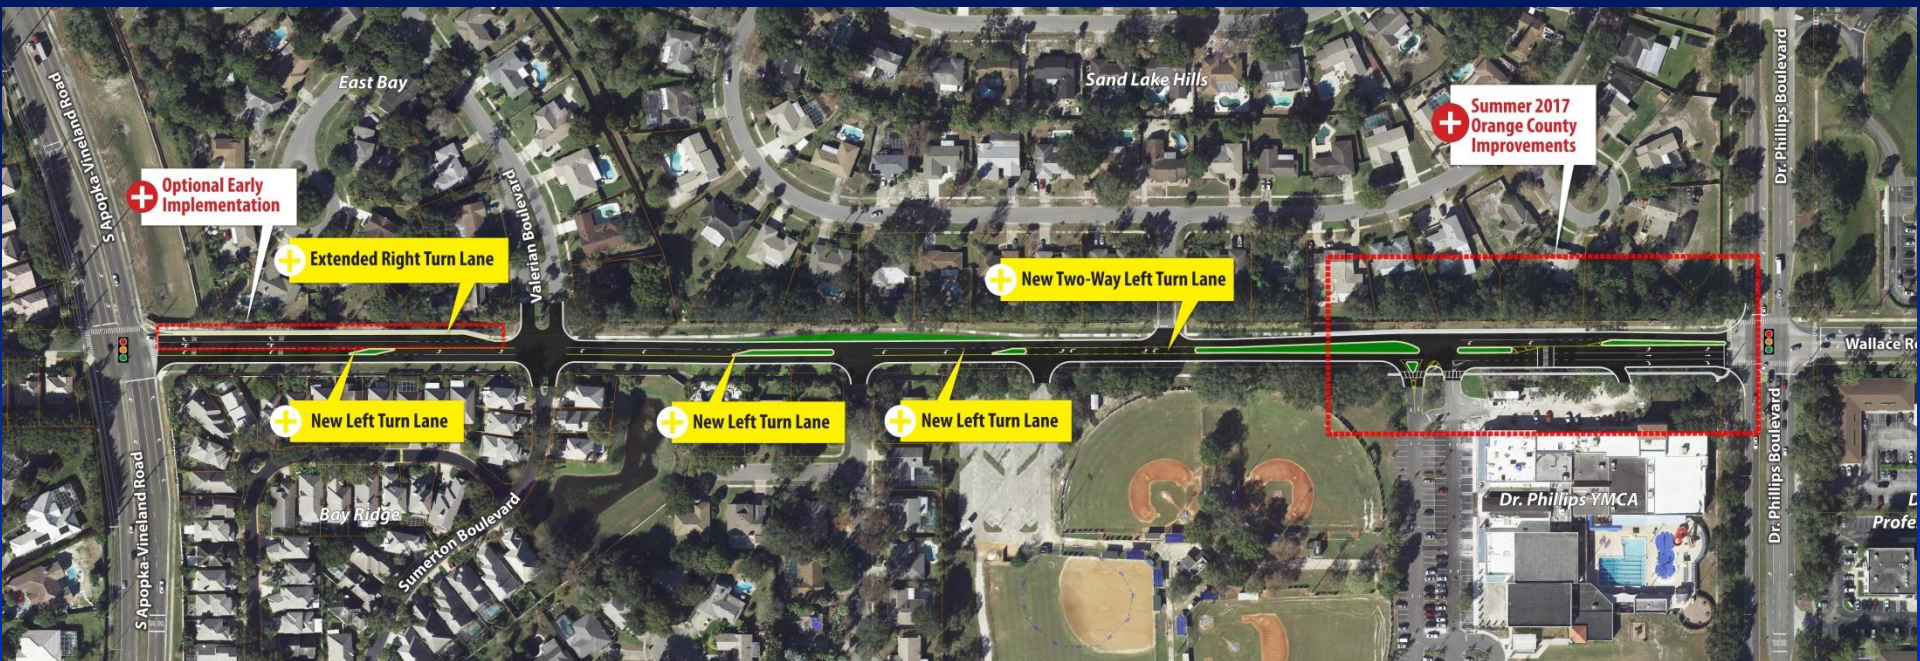 East Bay
Sand Lake Hills
Dr. Phillips Boulevard
S Apopka-Vineland Road
Summer 2017
Orange County
Improvements
Optional Early
Implementation
Valerian Boulevard
Extended Right Turn Lane
New Two-Way Left Turn Lane
Wallace
New Left Turn Lane
New Left Turn Lane
New Left Turn Lane
S Apopka-Vineland Road
Bay Ridge
Sumerton Boulevard
Dr. Phillips YMCA
Dr. Phillips Boulevard
D
Profe